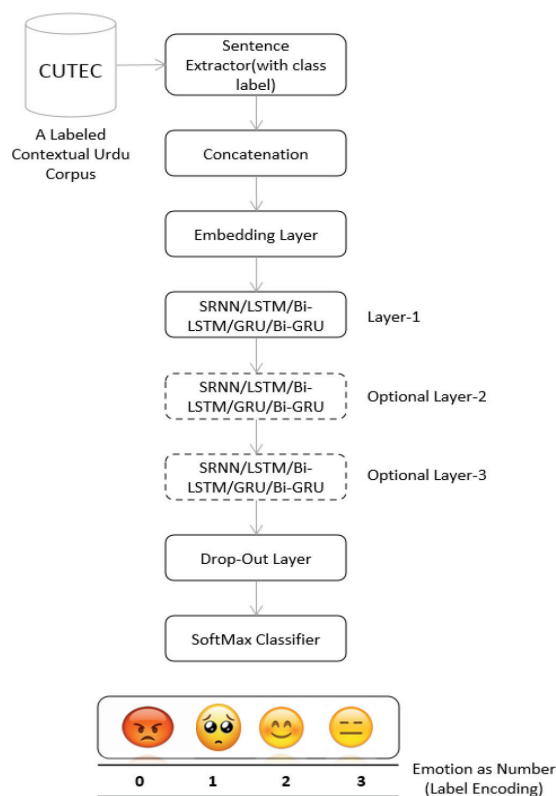 CUTEC
A Labeled
Contextual Urdu
Corpus
Sentence
Extractor(with class
label)
Concatenation
Embedding Layer
SRNN/LSTM/Bi-
LSTM/GRU/Bi-GRU
Layer-1
SRNN/LSTM/Bi-
LSTM/GRU/Bi-GRU
Optional Layer-2
SRNN/LSTM/Bi-
LSTM/GRU/Bi-GRU
Optional Layer-3
Drop-Out Layer
SoftMax Classifier
0 1 2 3
Emotion as Number
(Label Encoding)